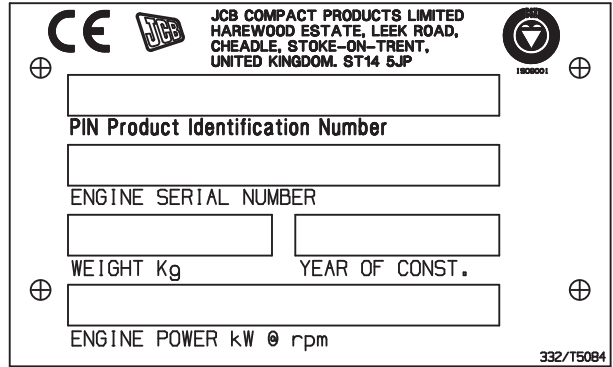 CE JCB JCB COMPACT PRODUCTS LIMITED
HAREWOOD ESTATE, LEEK ROAD,
CHEADLE, STOKE-ON-TRENT,
UNITED KINGDOM. ST14 5JP
ISO9001
PIN Product Identification Number
ENGINE SERIAL NUMBER
WEIGHT Kg YEAR OF CONST.
ENGINE POWER kW @ rpm
332/T5084